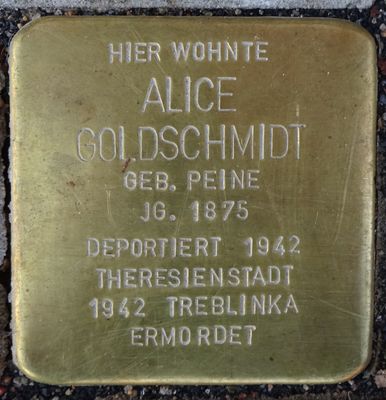 HIER WOHNTE
ALICE
GOLDSCHMIDT
GEB. PEINE
JG. 1875
DEPORTIERT 1942
THERESIENSTADT
1942 TREBLINKA
ERMORDET